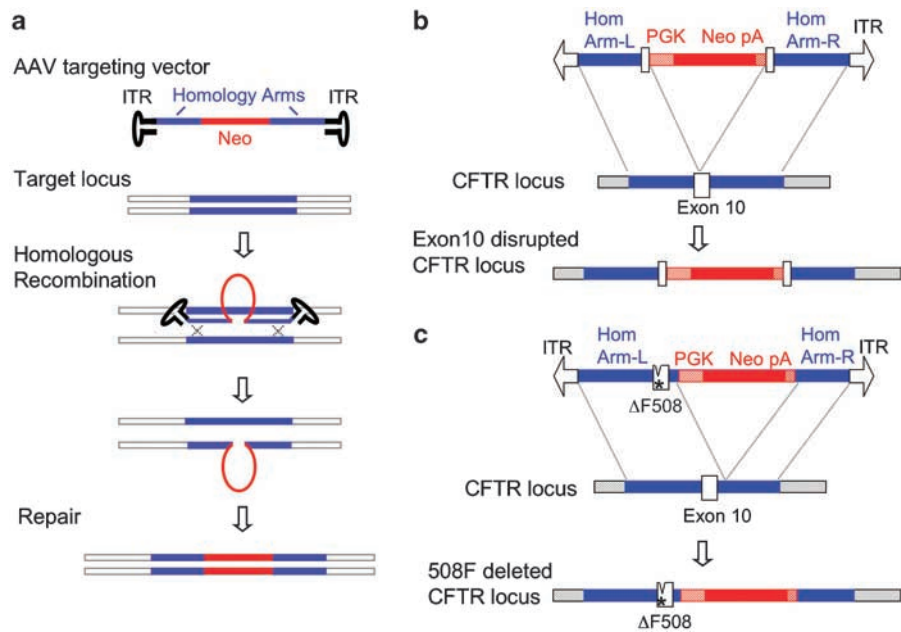 a
AAV targeting vector
ITR Homology Arms ITR
Neo
Target locus
Homologous
Recombination
Repair
b
Hom Hom
Arm-L PGK Neo pA Arm-R ITR
CFTR locus
Exon 10
Exon10 disrupted
CFTR locus
c
Hom Hom
ITR Arm-L PGK Neo pA Arm-R ITR
*
ΔF508
CFTR locus
Exon 10
508F deleted
CFTR locus
*
ΔF508